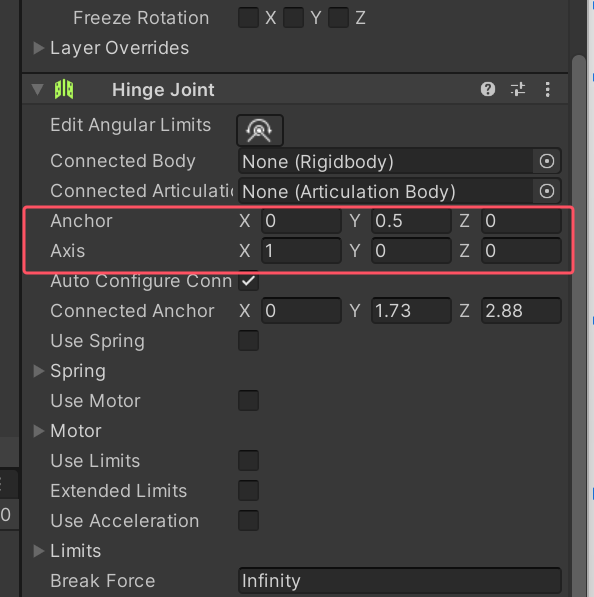 Freeze Rotation X Y Z
Layer Overrides
Hinge Joint
Edit Angular Limits
Connected Body None (Rigidbody)
Connected Articulatio None (Articulation Body)
Anchor X 0 Y 0.5 Z 0
Axis X 1 Y 0 Z 0
Auto Configure Conn
Connected Anchor X 0 Y 1.73 Z 2.88
Use Spring
Spring
Use Motor
Motor
Use Limits
Extended Limits
Use Acceleration
0
Limits
Break Force Infinity